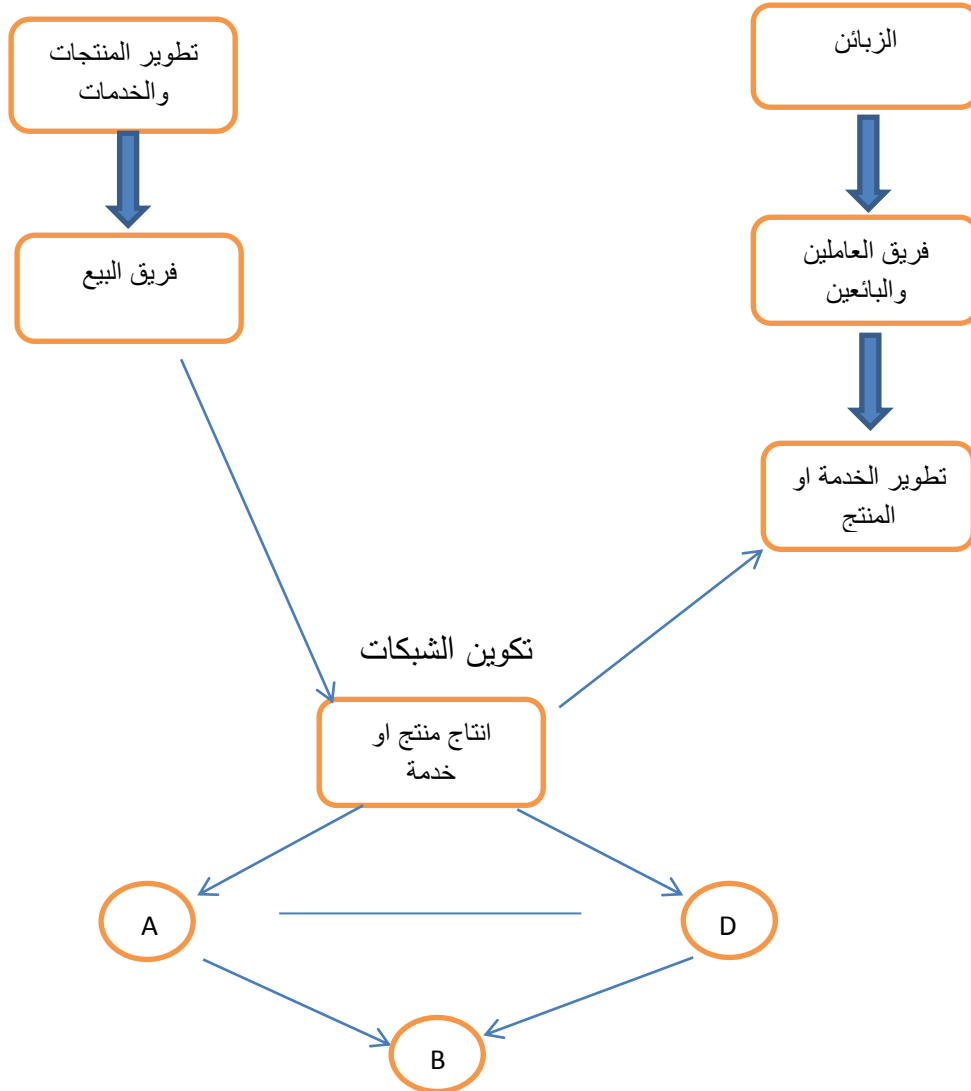 الزبائن
تطوير المنتجات
والخدمات
فريق العاملين
والبائعين
فريق البيع
تطوير الخدمة او
المنتج
تكوين الشبكات
انتاج منتج او
خدمة
A
D
B